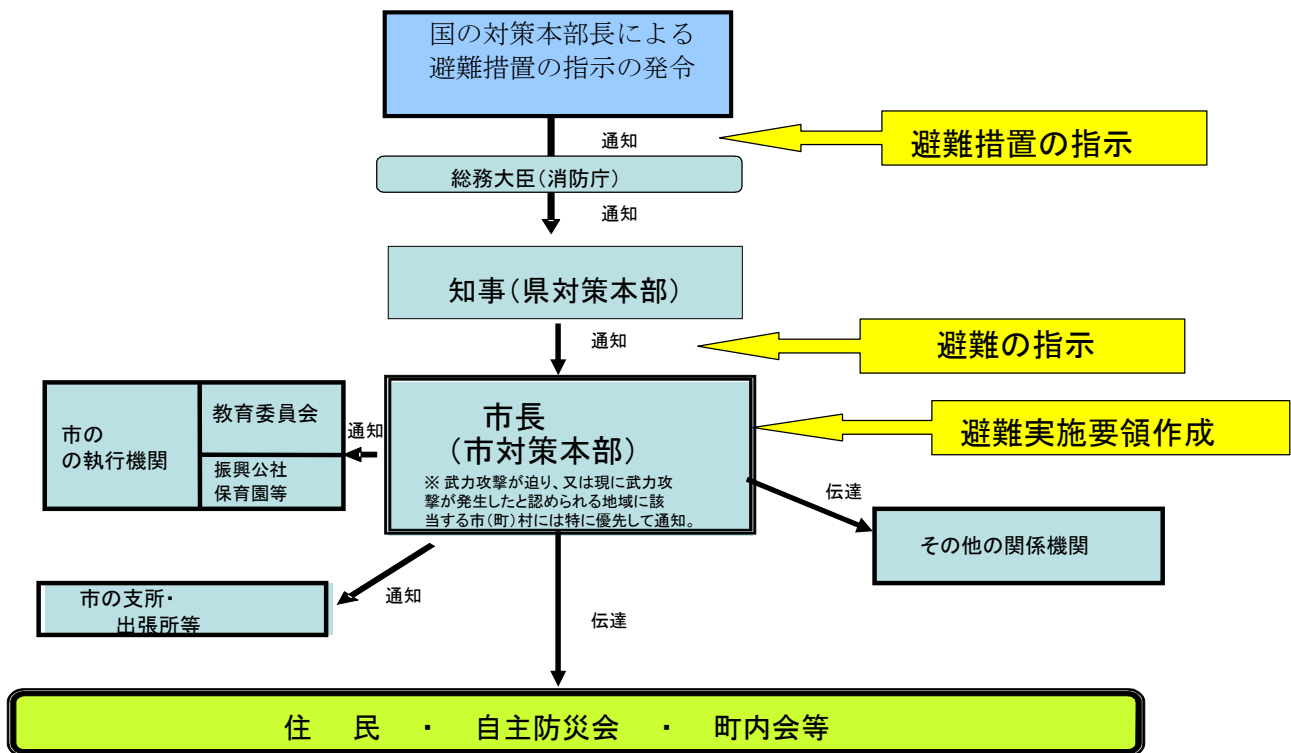 国の対策本部長による
避難措置の指示の発令
通知
避難措置の指示
総務大臣(消防庁)
通知
知事(県対策本部)
通知
避難の指示
市の
の執行機関
教育委員会
振興公社
保育園等
通知
市長
(市対策本部)
※ 武力攻撃が迫り、又は現に武力攻
撃が発生したと認められる地域に該
当する市(町)村には特に優先して通知。
避難実施要領作成
伝達
その他の関係機関
市の支所・
出張所等
通知
伝達
住 民 ・ 自主防災会 ・ 町内会等